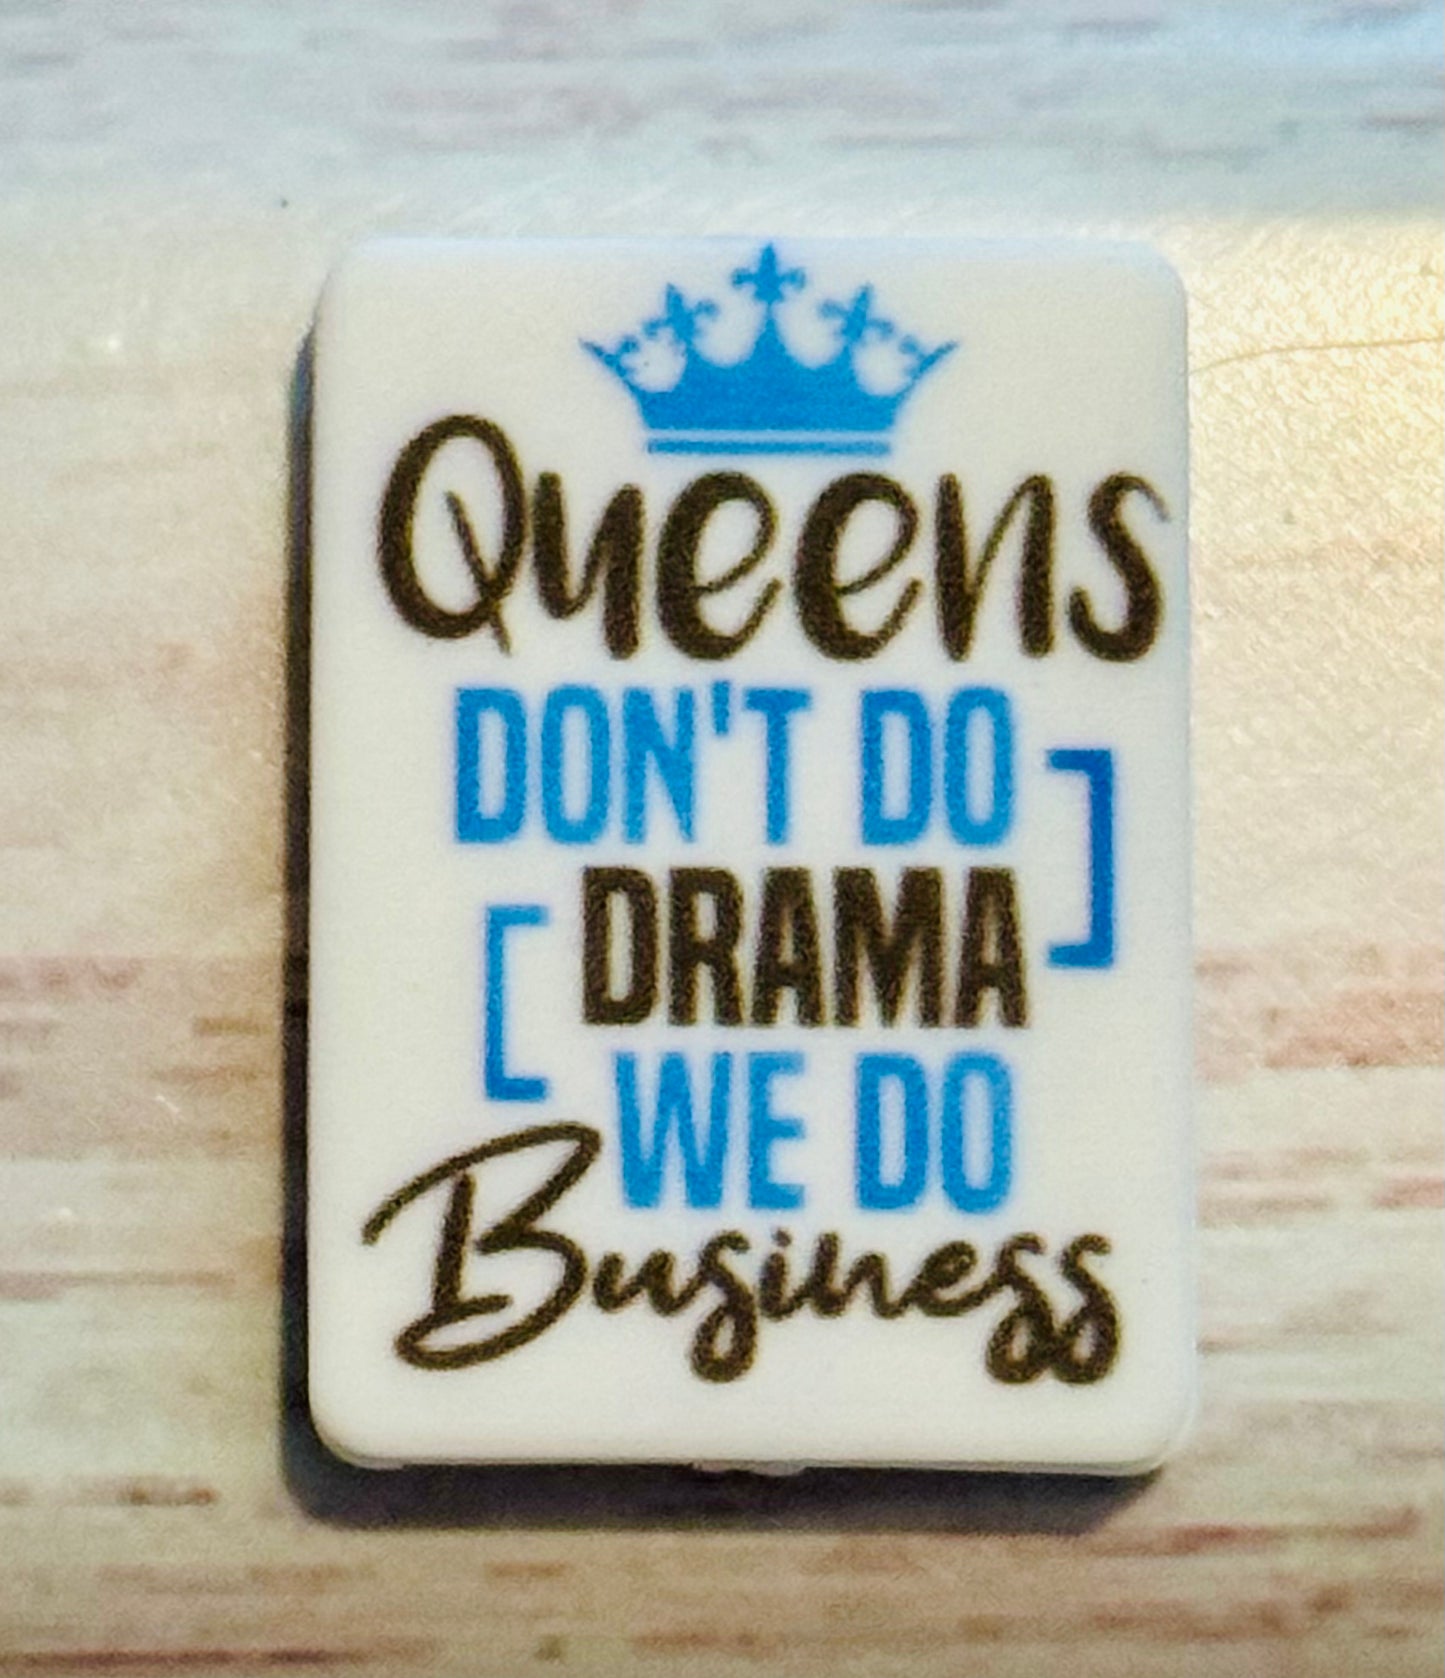 Queens
DON'T DO
DRAMA
WE DO
Business